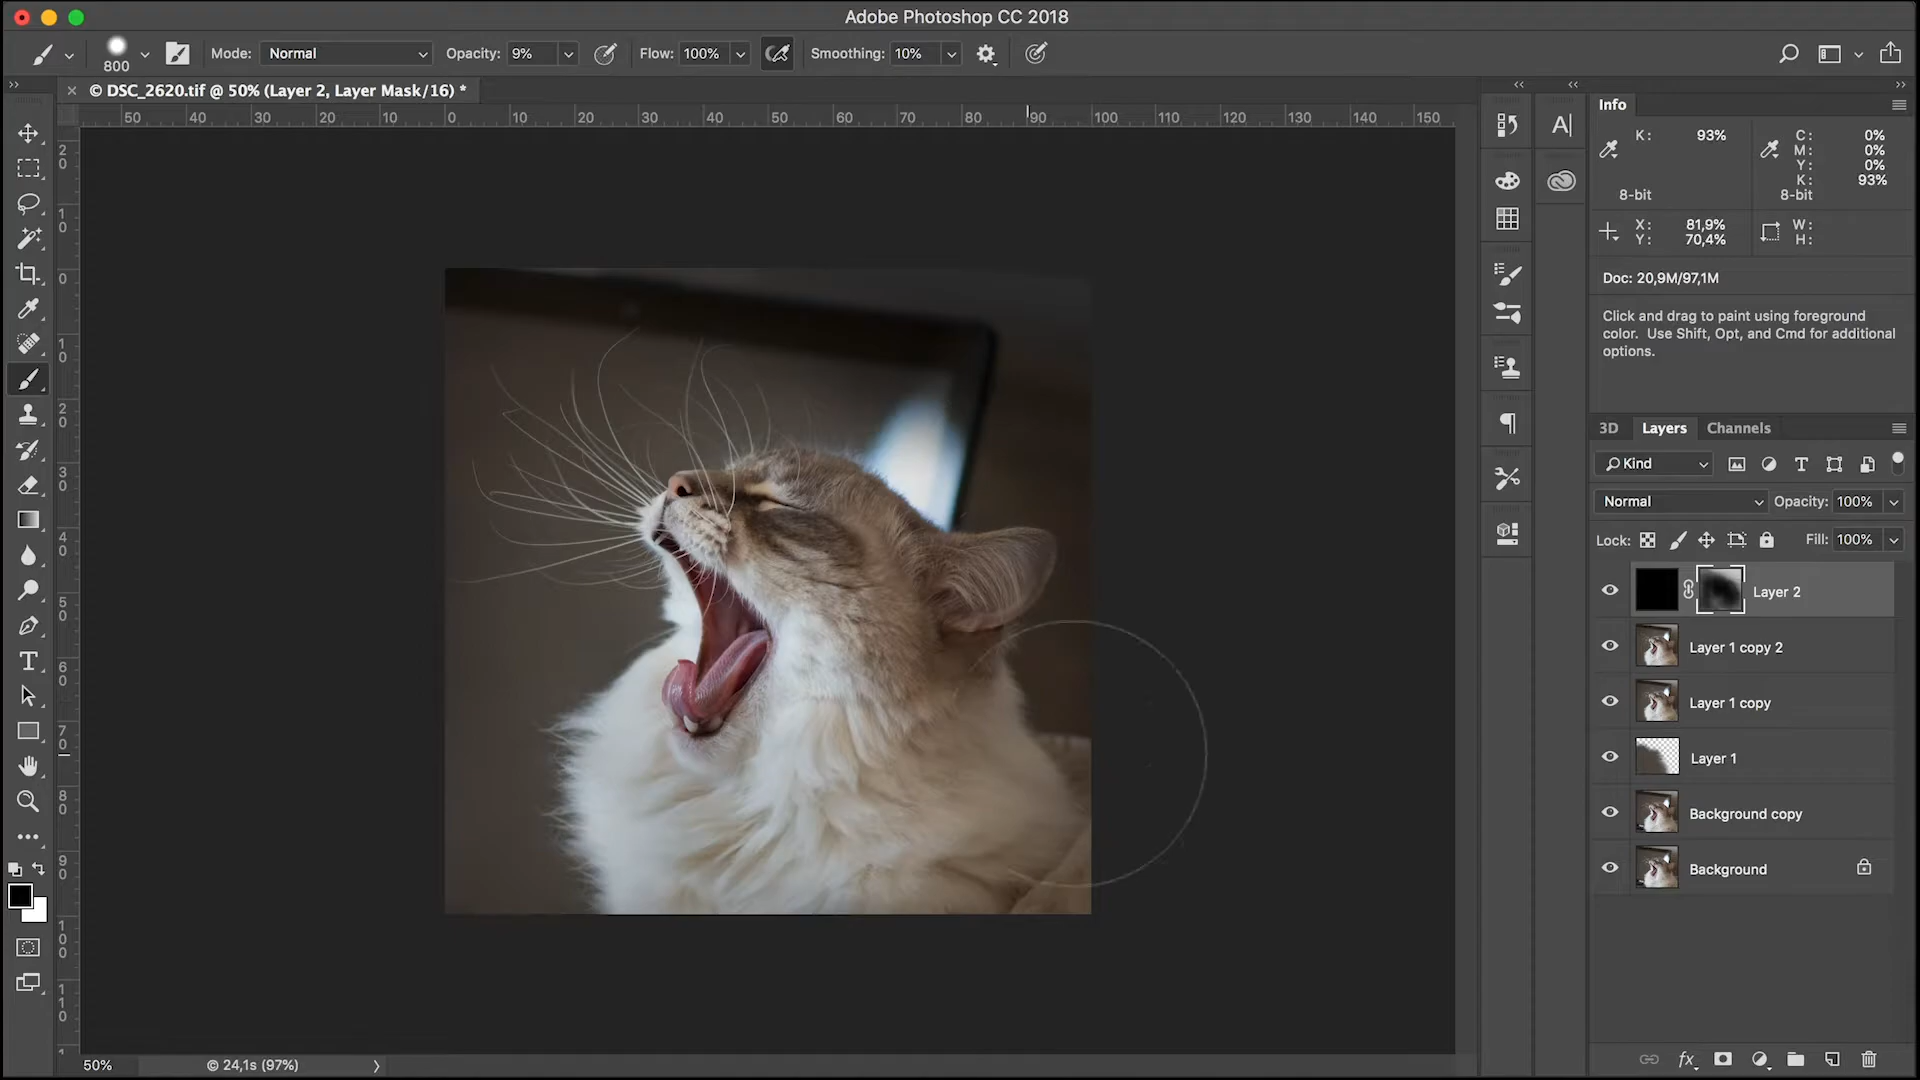 Adobe Photoshop CC 2018
800
Mode: Normal Opacity: 9% Flow: 100% Smoothing: 10%
© DSC_2620.tif @ 50% (Layer 2, Layer Mask/16) *
50 40 30 20 10 0 10 20 30 40 50 60 70 80 90 100 110 120 130 140 150
20
10
0
10
20
30
40
50
60
70
80
90
100
110
Info
K: 93%
8-bit
C: 0%
M: 0%
Y: 0%
K: 93%
8-bit
X: 81,9%
Y: 70,4%
W:
H:
Doc: 20,9M/97,1M
Click and drag to paint using foreground
color. Use Shift, Opt, and Cmd for additional
options.
3D Layers Channels
Kind
Normal Opacity: 100%
Lock: Fill: 100%
Layer 2
Layer 1 copy 2
Layer 1 copy
Layer 1
Background copy
Background
fx
50% © 24,1s (97%)